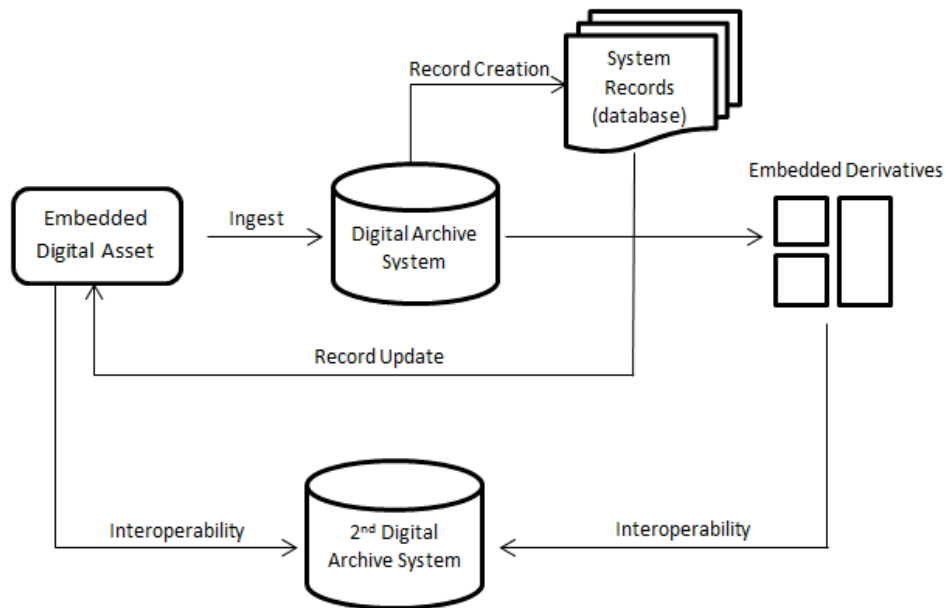 Record Creation
System
Records
(database)
Embedded Derivatives
Embedded
Digital Asset
Ingest
Digital Archive
System
Record Update
Interoperability
2nd Digital
Archive System
Interoperability